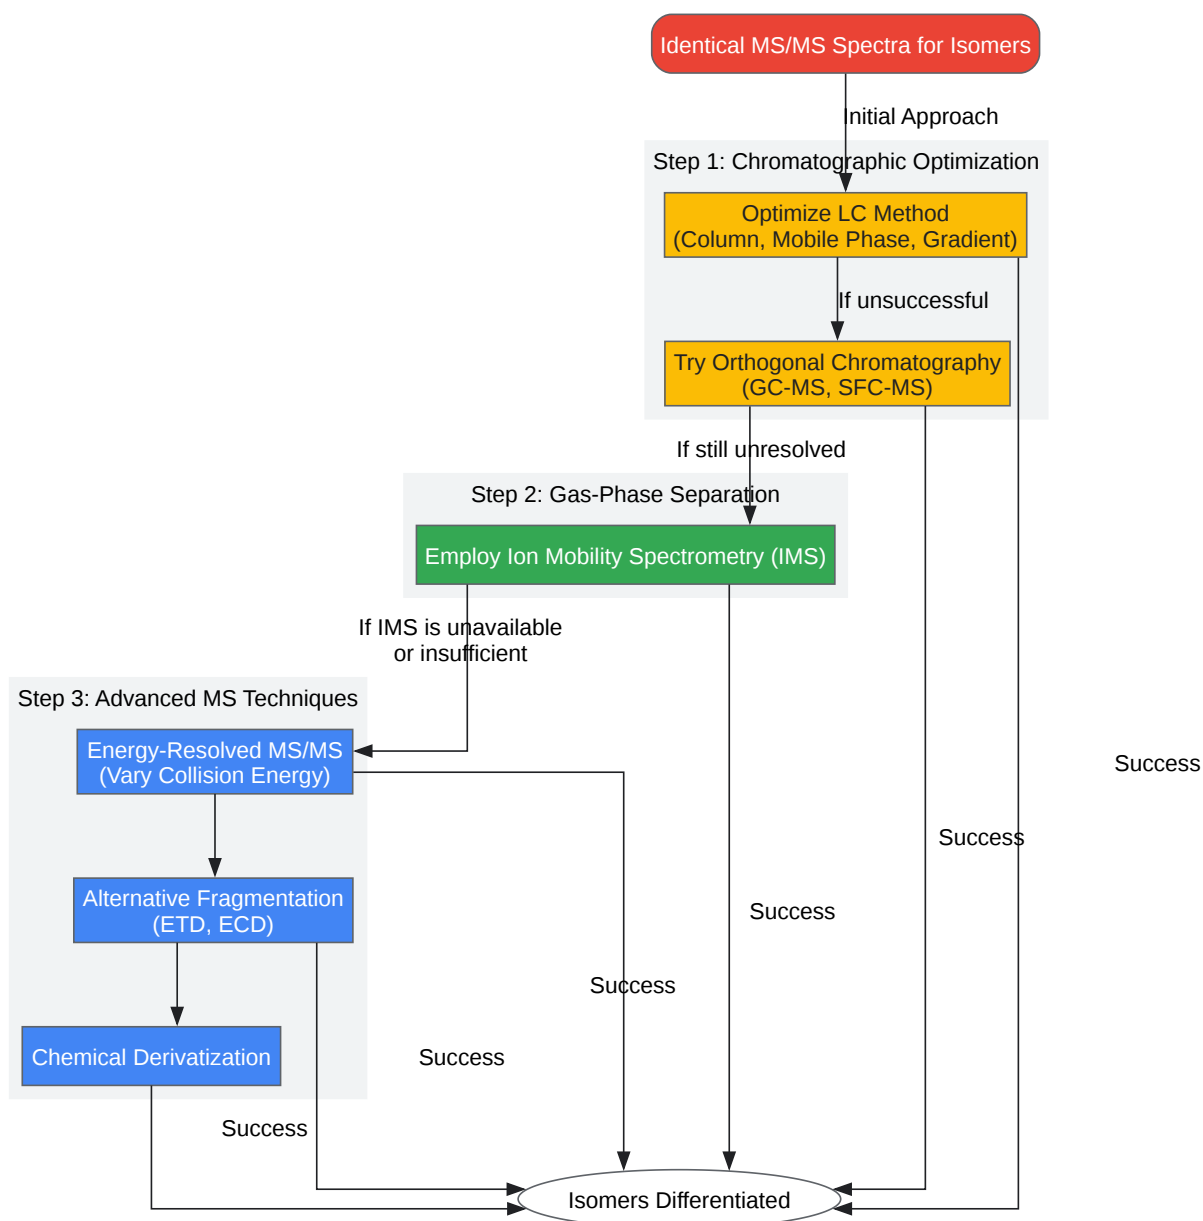 Identical MS/MS Spectra for Isomers
Initial Approach
Step 1: Chromatographic Optimization
Optimize LC Method
(Column, Mobile Phase, Gradient)
If unsuccessful
Try Orthogonal Chromatography
(GC-MS, SFC-MS)
If still unresolved
Step 2: Gas-Phase Separation
Employ Ion Mobility Spectrometry (IMS)
If IMS is unavailable
or insufficient
Step 3: Advanced MS Techniques
Energy-Resolved MS/MS
(Vary Collision Energy)
Success
Success
Alternative Fragmentation
(ETD, ECD)
Success
Success
Chemical Derivatization
Success
Success
Isomers Differentiated